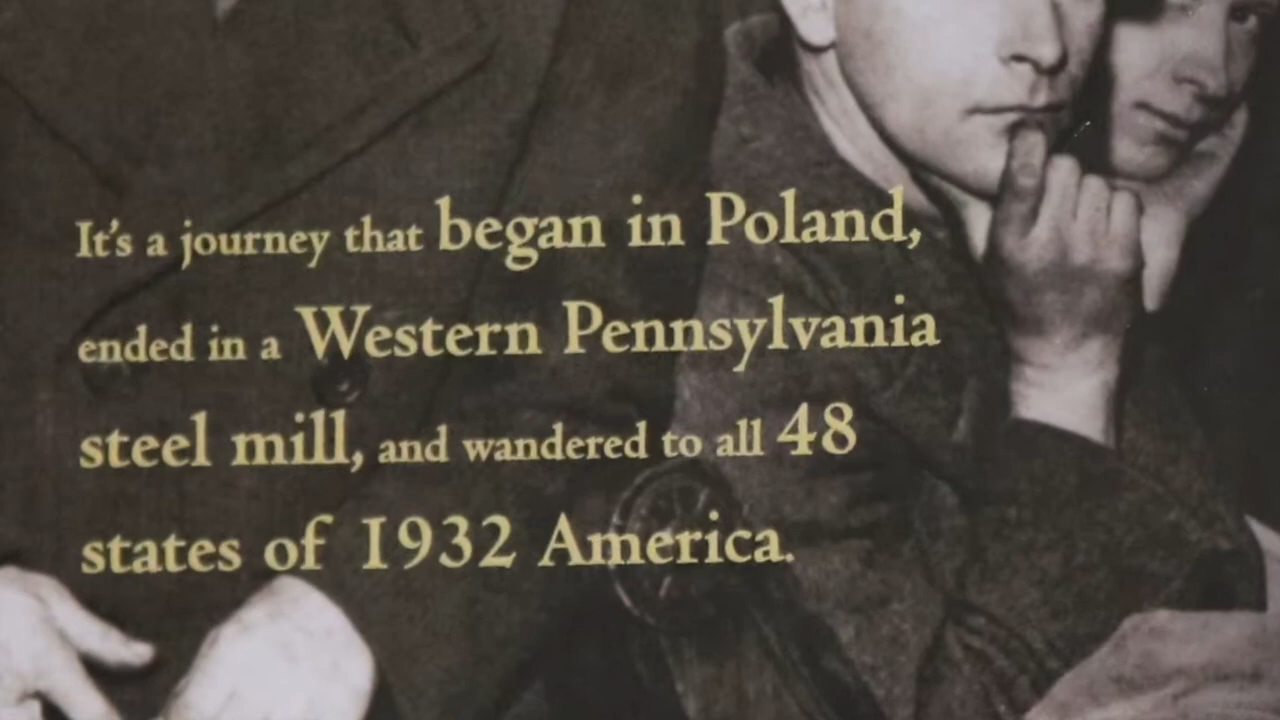 It's a journey that began in Poland,
ended in a Western Pennsylvania
steel mill, and wandered to all 48
states of 1932 America.